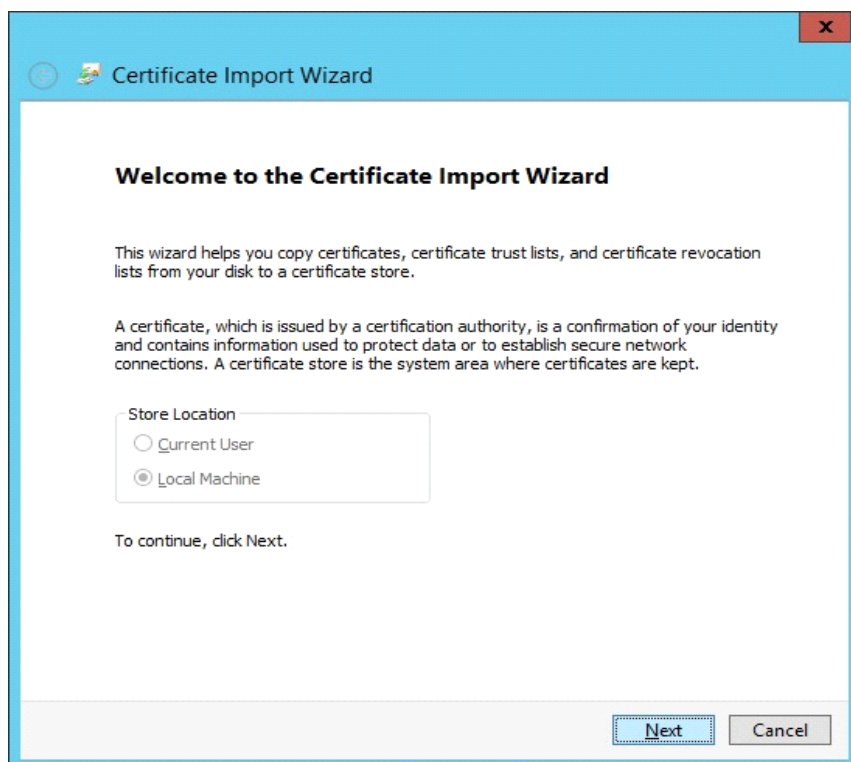 x
Certificate Import Wizard
Welcome to the Certificate Import Wizard
This wizard helps you copy certificates, certificate trust lists, and certificate revocation
lists from your disk to a certificate store.
A certificate, which is issued by a certification authority, is a confirmation of your identity
and contains information used to protect data or to establish secure network
connections. A certificate store is the system area where certificates are kept.
Store Location
Current User
Local Machine
To continue, click Next.
Next Cancel